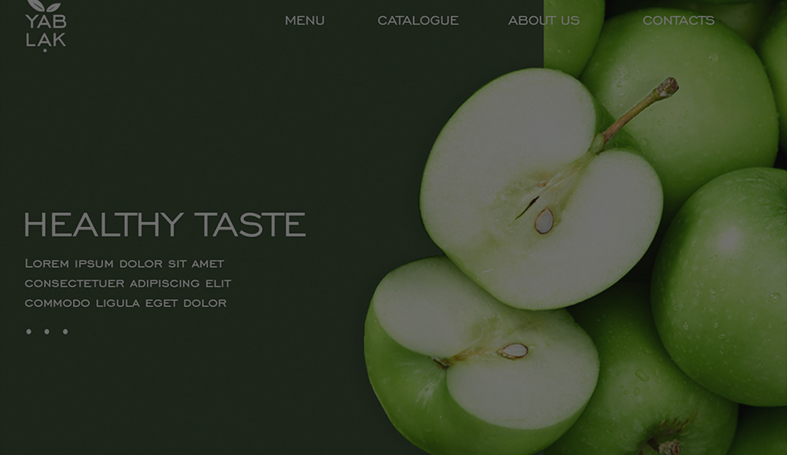 YAB
LAK
MENU CATALOGUE ABOUT US CONTACTS
HEALTHY TASTE
LOREM IPSUM DOLOR SIT AMET
CONSECTETUER ADIPISCING ELIT
COMMODO LIGULA EGET DOLOR